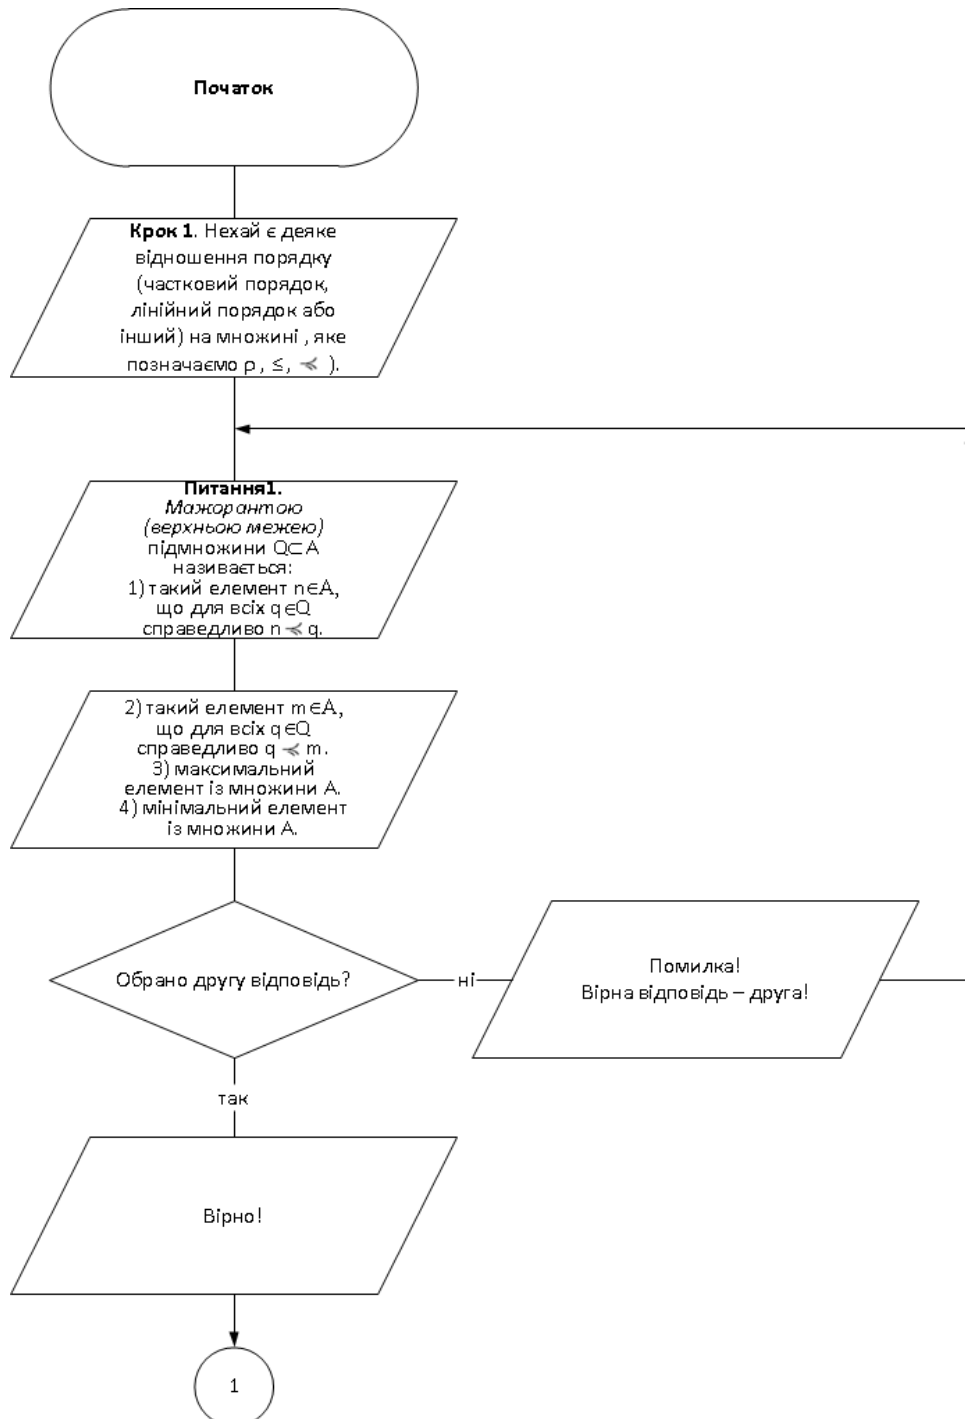 Початок
Крок 1. Нехай є деяке
відношення порядку
(частковий порядок,
лінійний порядок або
інший) на множині , яке
позначаємо ρ , ≤, ≼ ).
Питання1.
Мажорантою
(верхньою межею)
підмножини Q⊂A
називається:
1) такий елемент n∈A,
що для всіх q∈Q
справедливо n ≼ q.
2) такий елемент m∈A,
що для всіх q∈Q
справедливо q ≼ m.
3) максимальний
елемент із множини A.
4) мінімальний елемент
із множини A.
Обрано другу відповідь?
ні
Помилка!
Вірна відповідь – друга!
так
Вірно!
1